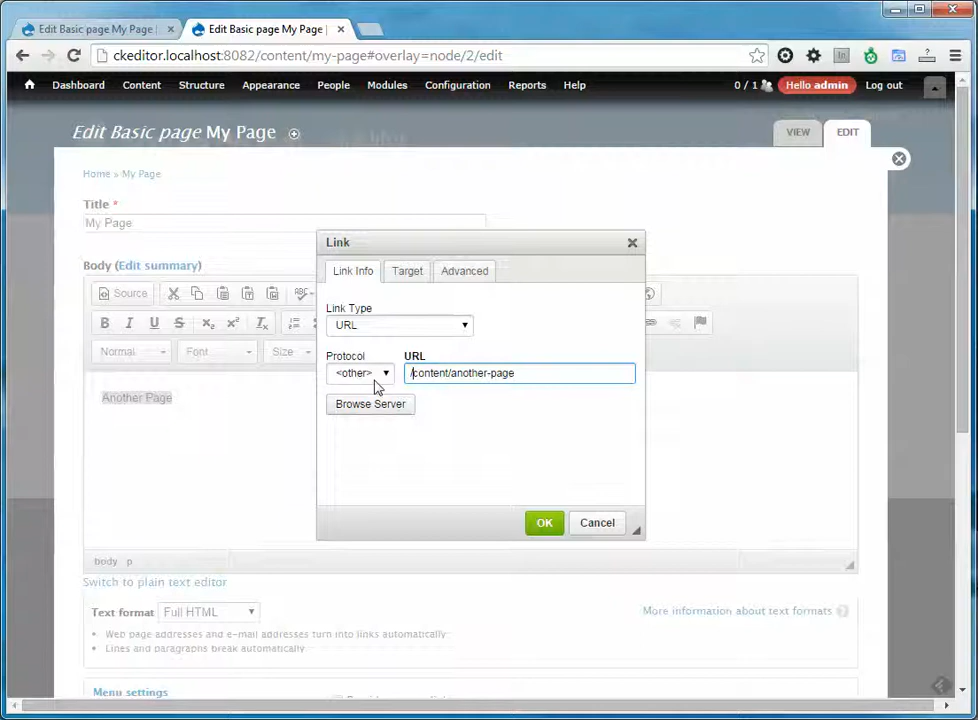 Edit Basic page My Page
Edit Basic page My Page
ckeditor.localhost:8082/content/my-page#overlay=node/2/edit
Dashboard Content Structure Appearance People Modules Configuration Reports Help 0 / 1 Hello admin Log out
Edit Basic page My Page
VIEW EDIT
Home » My Page
Title *
My Page
Body (Edit summary)
Source
Normal Font Size
Another Page
Link
Link Info Target Advanced
Link Type
URL
Protocol URL
<other> /content/another-page
Browse Server
OK Cancel
body p
Switch to plain text editor
Text format Full HTML
More information about text formats
Web page addresses and e-mail addresses turn into links automatically.
Lines and paragraphs break automatically.
Menu settings